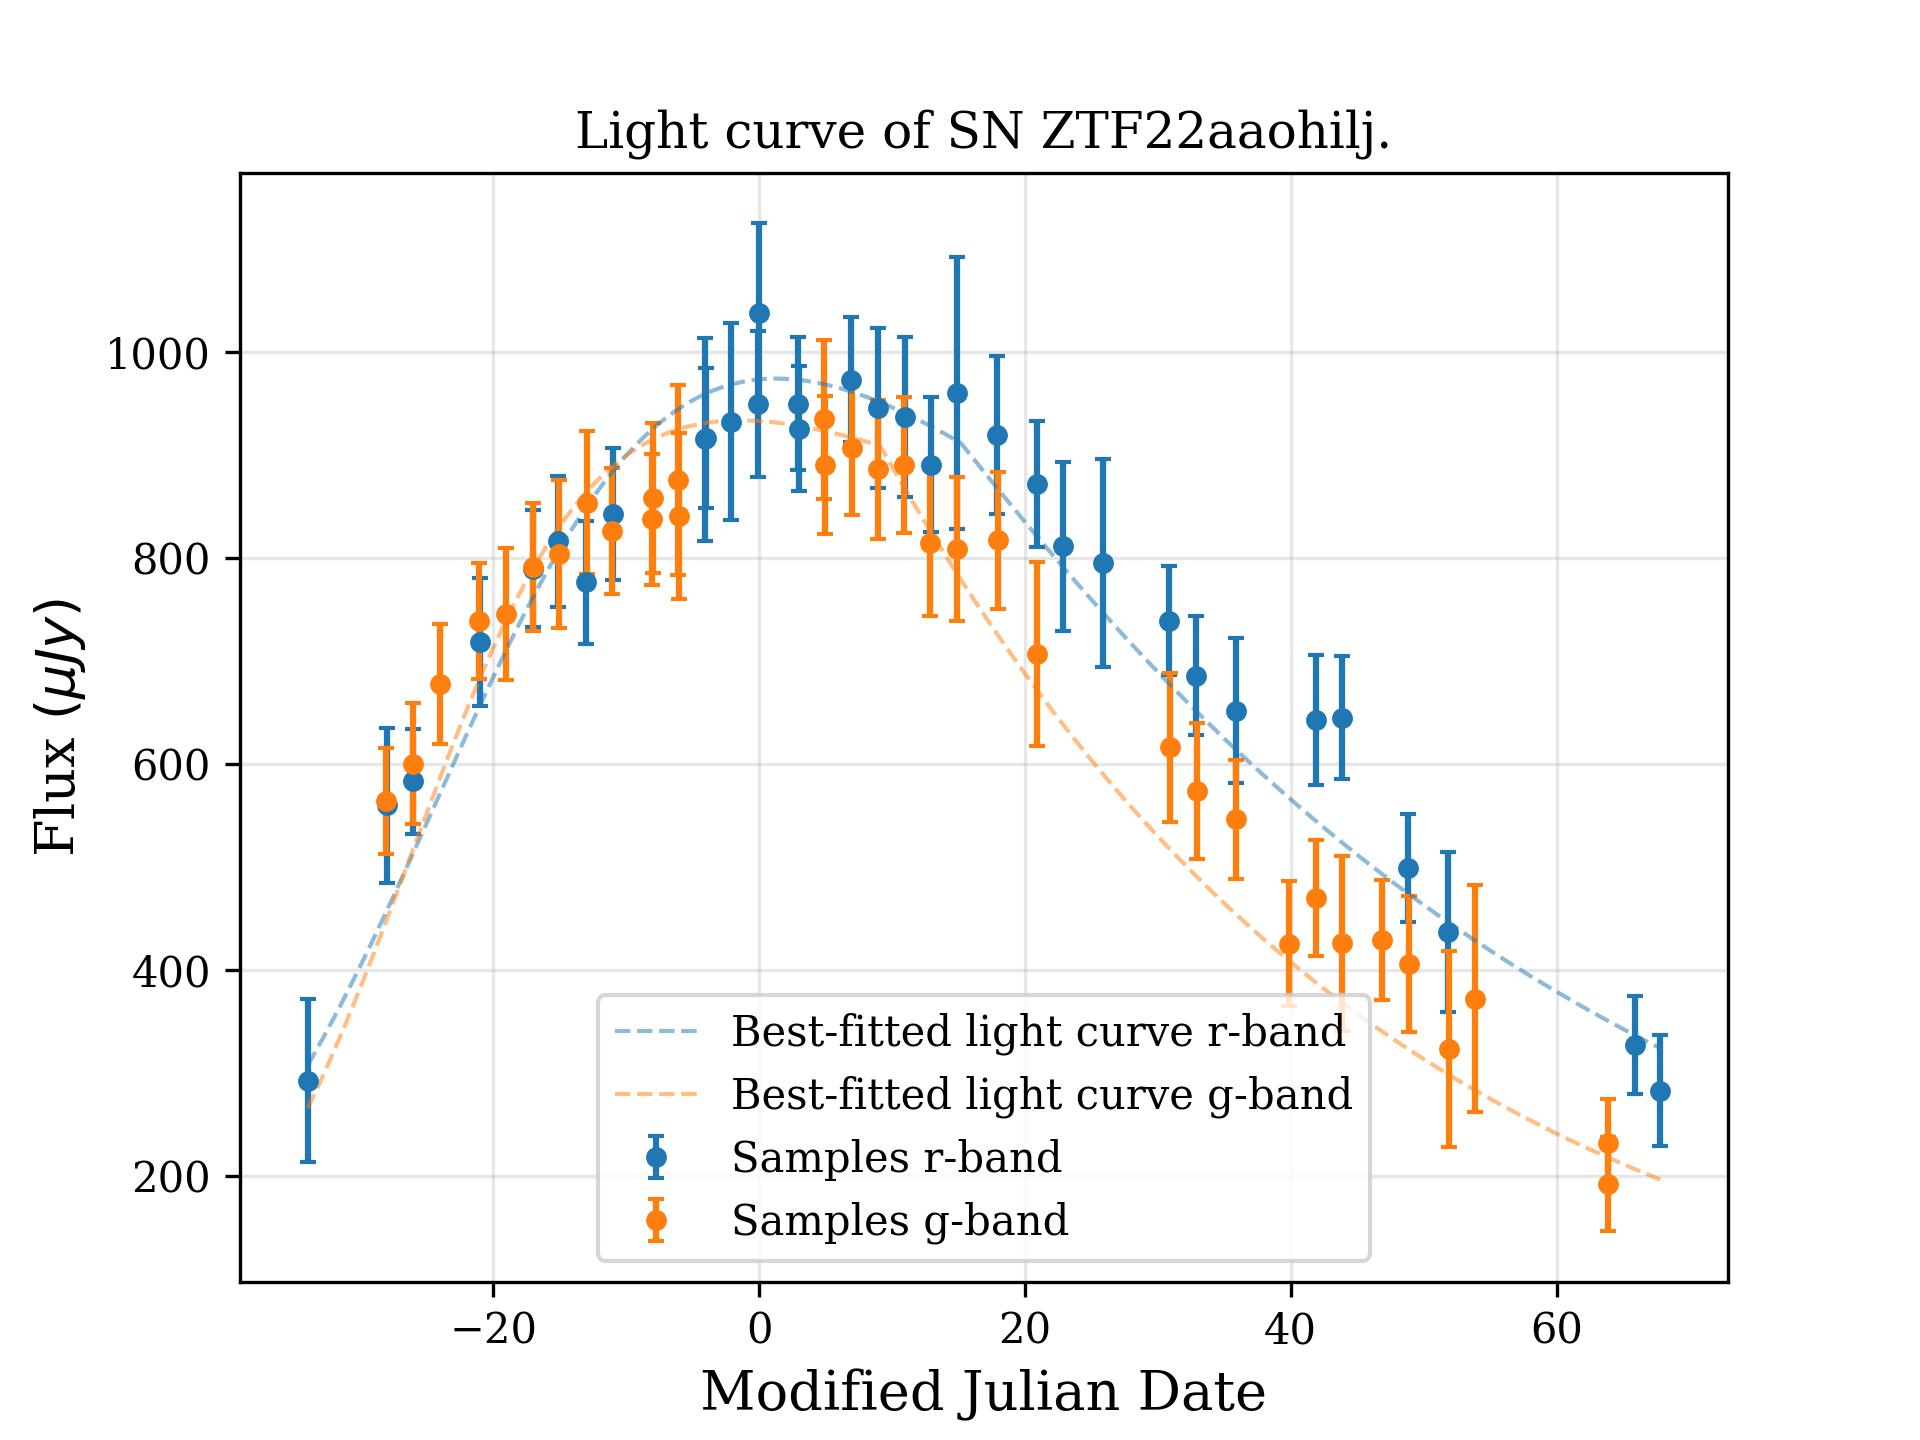 Light curve of SN ZTF22aaohilj.
Flux (μJy)
1000
800
600
400
200
Best-fitted light curve r-band
Best-fitted light curve g-band
Samples r-band
Samples g-band
−20 0 20 40 60
Modified Julian Date